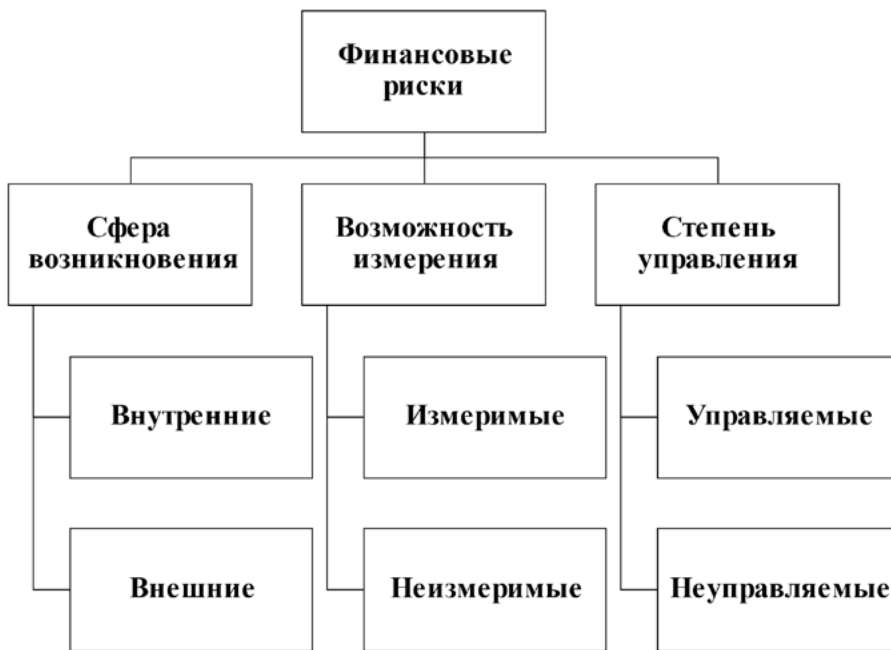 Финансовые
риски
Сфера
возникновения
Возможность
измерения
Степень
управления
Внутренние
Измеримые
Управляемые
Внешние
Неизмеримые
Неуправляемые